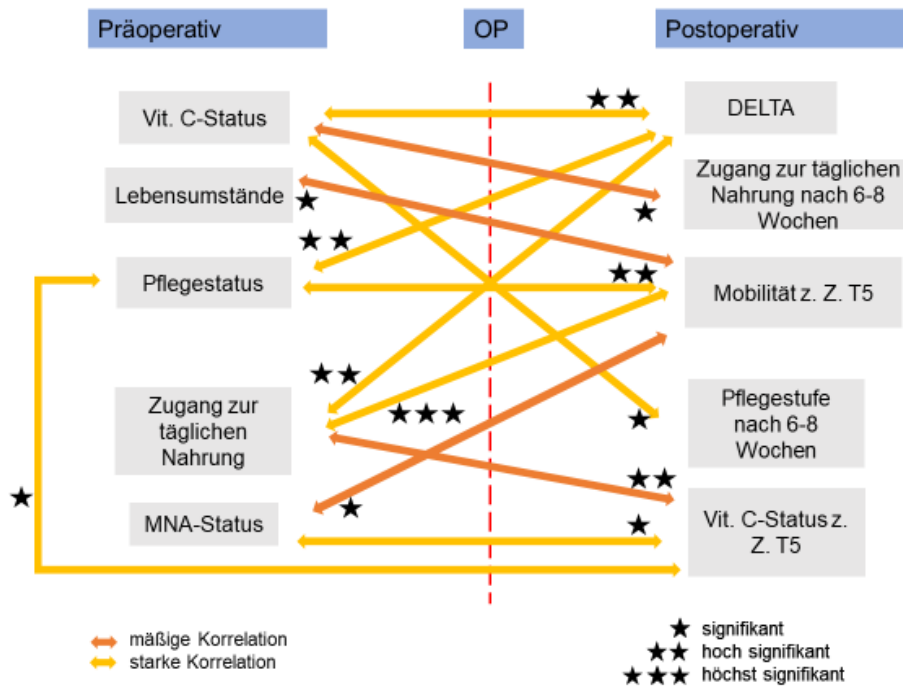 Präoperativ
OP
Postoperativ
Vit. C-Status
Lebensumstände
Pflegestatus
Zugang zur
täglichen
Nahrung
MNA-Status
DELTA
Zugang zur täglichen
Nahrung nach 6-8
Wochen
Mobilität z. Z. T5
Pflegestufe
nach 6-8
Wochen
Vit. C-Status z.
Z. T5
mäßige Korrelation
starke Korrelation
signifikant
hoch signifikant
höchst signifikant